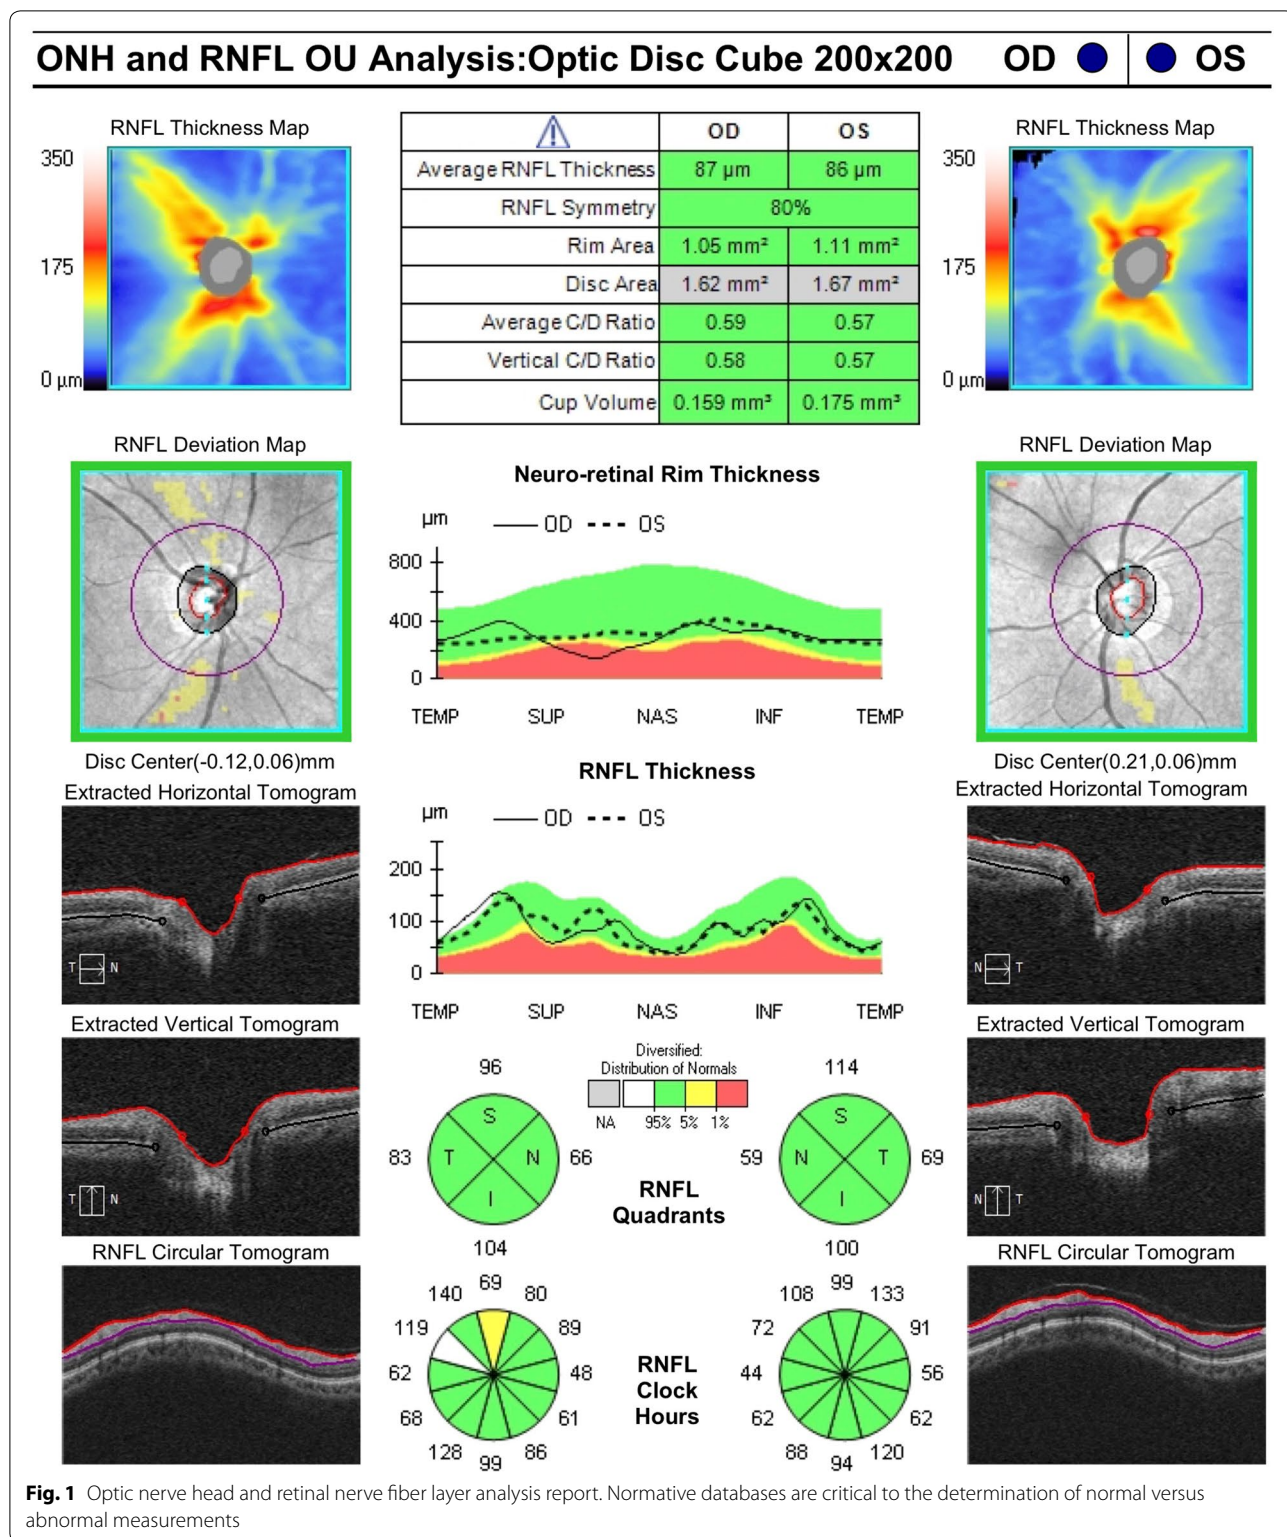 ONH and RNFL OU Analysis:Optic Disc Cube 200x200 OD OS
RNFL Thickness Map
350
175
0 µm
OD OS
Average RNFL Thickness 87 µm 86 µm
RNFL Symmetry 80%
Rim Area 1.05 mm² 1.11 mm²
Disc Area 1.62 mm² 1.67 mm²
Average C/D Ratio 0.59 0.57
Vertical C/D Ratio 0.58 0.57
Cup Volume 0.159 mm³ 0.175 mm³
RNFL Thickness Map
350
175
0 µm
RNFL Deviation Map
Disc Center(-0.12,0.06)mm
Neuro-retinal Rim Thickness
µm OD OS
800
400
0
TEMP SUP NAS INF TEMP
RNFL Deviation Map
Disc Center(0.21,0.06)mm
Extracted Horizontal Tomogram
T N
RNFL Thickness
µm OD OS
200
100
0
TEMP SUP NAS INF TEMP
Extracted Horizontal Tomogram
N T
Extracted Vertical Tomogram
T N
96
S
83 T N 66
I
104
Diversified:
Distribution of Normals
NA 95% 5% 1%
RNFL
Quadrants
114
S
59 N T 69
I
100
Extracted Vertical Tomogram
N T
RNFL Circular Tomogram
69
140 80
119 89
62 48
68 61
128 86
99
RNFL
Clock
Hours
99
108 133
72 91
44 56
62 62
88 120
94
RNFL Circular Tomogram
Fig. 1 Optic nerve head and retinal nerve fiber layer analysis report. Normative databases are critical to the determination of normal versus
abnormal measurements